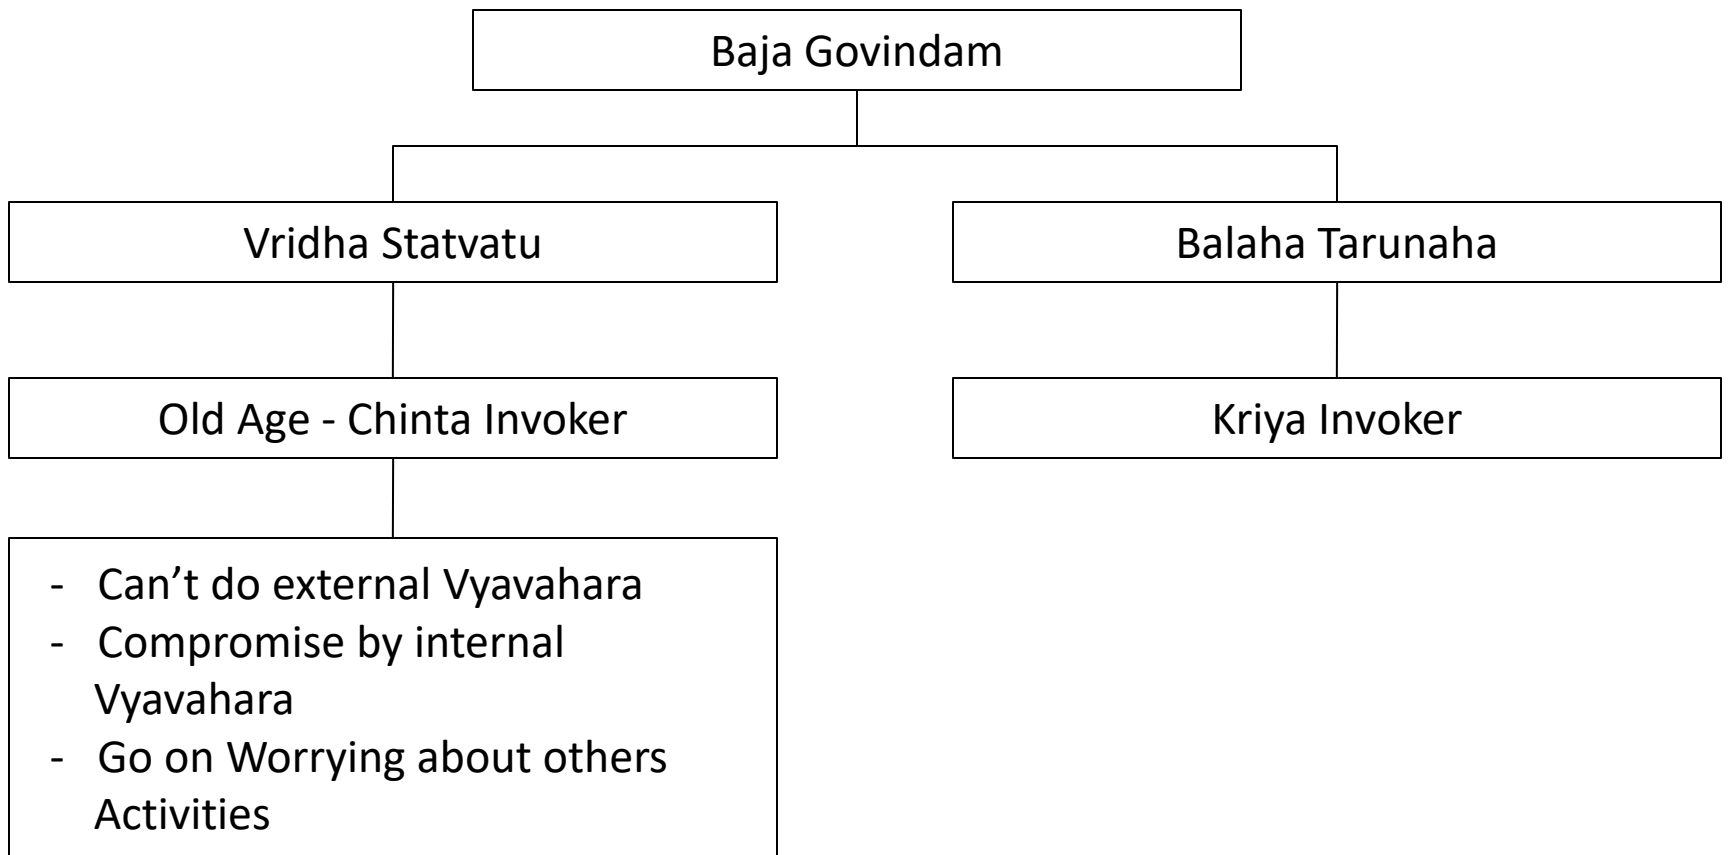 Baja Govindam
Vridha Statvatu
Balaha Tarunaha
Old Age - Chinta Invoker
Kriya Invoker
- Can’t do external Vyavahara
- Compromise by internal
Vyavahara
- Go on Worrying about others
Activities